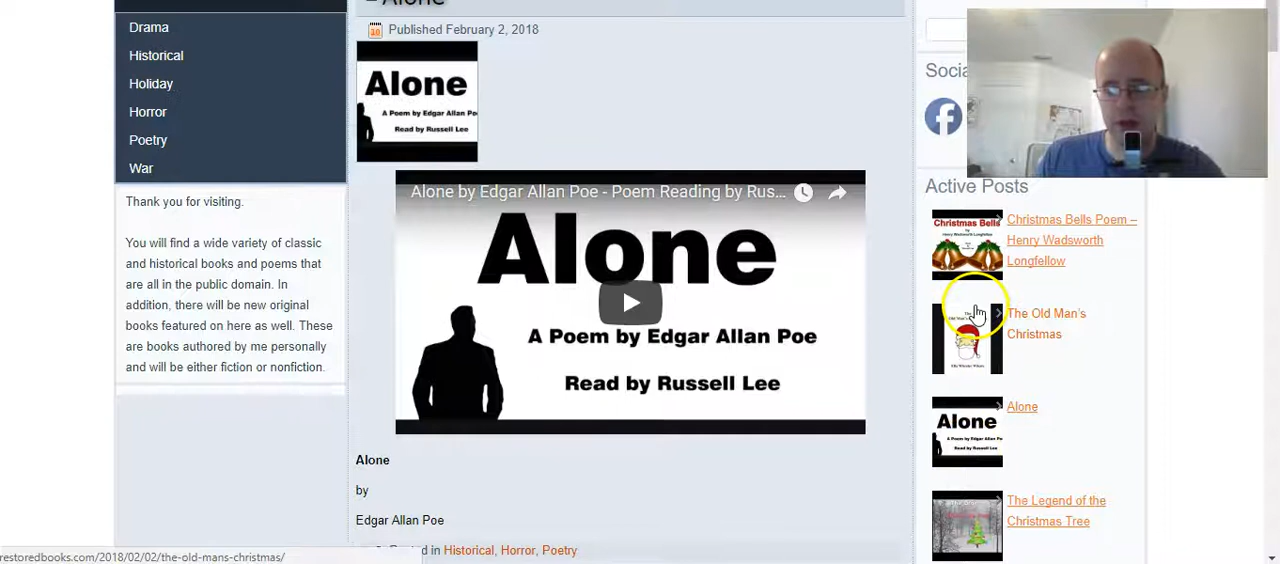 Alone
Published February 2, 2018
Drama
Historical
Holiday
Horror
Poetry
War
Thank you for visiting.
You will find a wide variety of classic
and historical books and poems that
are all in the public domain. In
addition, there will be new original
books featured on here as well. These
are books authored by me personally
and will be either fiction or nonfiction.
Alone
A Poem by Edgar Allan Po
Read by Russell Lee
Alone by Edgar Allan Poe - Poem Reading by Rus...
Alone
A Poem by Edgar Allan Poe
Read by Russell Lee
Alone
by
Edgar Allan Poe
in Historical, Horror, Poetry
Socia
Active Posts
Christmas Bells
Christmas Bells Poem –
Henry Wadsworth
Longfellow
The Old Man's
Christmas
Alone
A Poem by Edgar Allan Po
Read by Russell Lee
Alone
The Legend of the
Christmas Tree
restoredbooks.com/2018/02/02/the-old-mans-christmas/